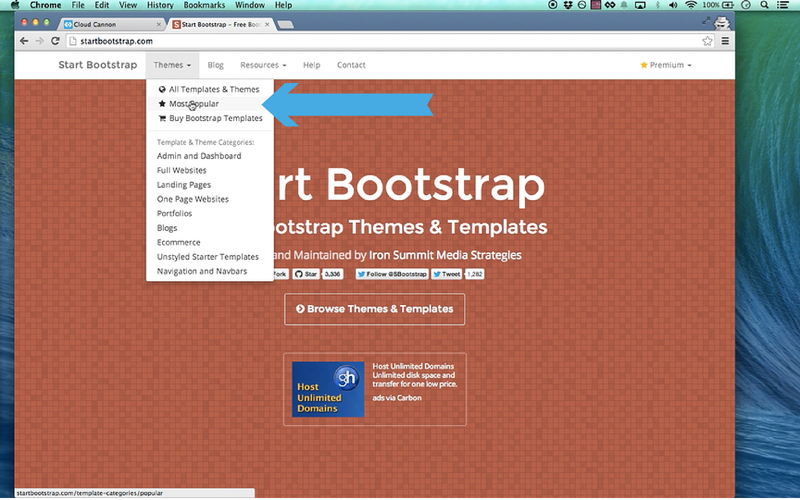 Chrome File Edit View History Bookmarks Window Help 100%
Cloud Cannon
Start Bootstrap – Free Boo
startbootstrap.com
Start Bootstrap Themes Blog Resources Help Contact Premium
All Templates & Themes
Most Popular
Buy Bootstrap Templates
Template & Theme Categories:
Admin and Dashboard
Full Websites
Landing Pages
One Page Websites
Portfolios
Blogs
Ecommerce
Unstyled Starter Templates
Navigation and Navbars
rt Bootstrap
otstrap Themes & Templates
and Maintained by Iron Summit Media Strategies
Fork Star 3,336 Follow @SBootstrap Tweet 1,282
Browse Themes & Templates
gh
Host
Unlimited
Domains
Host Unlimited Domains
Unlimited disk space and
transfer for one low price.
ads via Carbon
startbootstrap.com/template-categories/popular